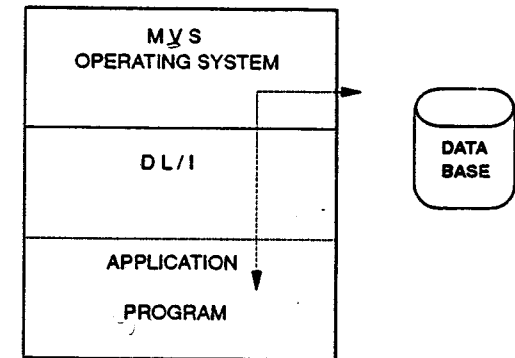 MVS
OPERATING SYSTEM
DL/I
APPLICATION
PROGRAM
DATA
BASE